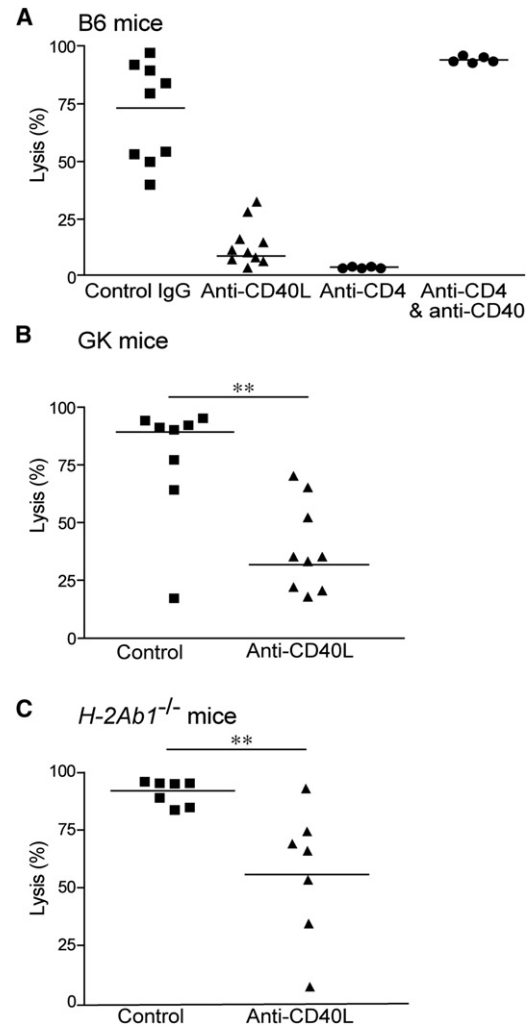 A
B6 mice
Lysis (%)
100
75
50
25
0
Control IgG Anti-CD40L Anti-CD4 Anti-CD4
& anti-CD40
B
GK mice
**
Lysis (%)
100
75
50
25
0
Control Anti-CD40L
C
H-2Ab1-/- mice
**
Lysis (%)
100
75
50
25
0
Control Anti-CD40L